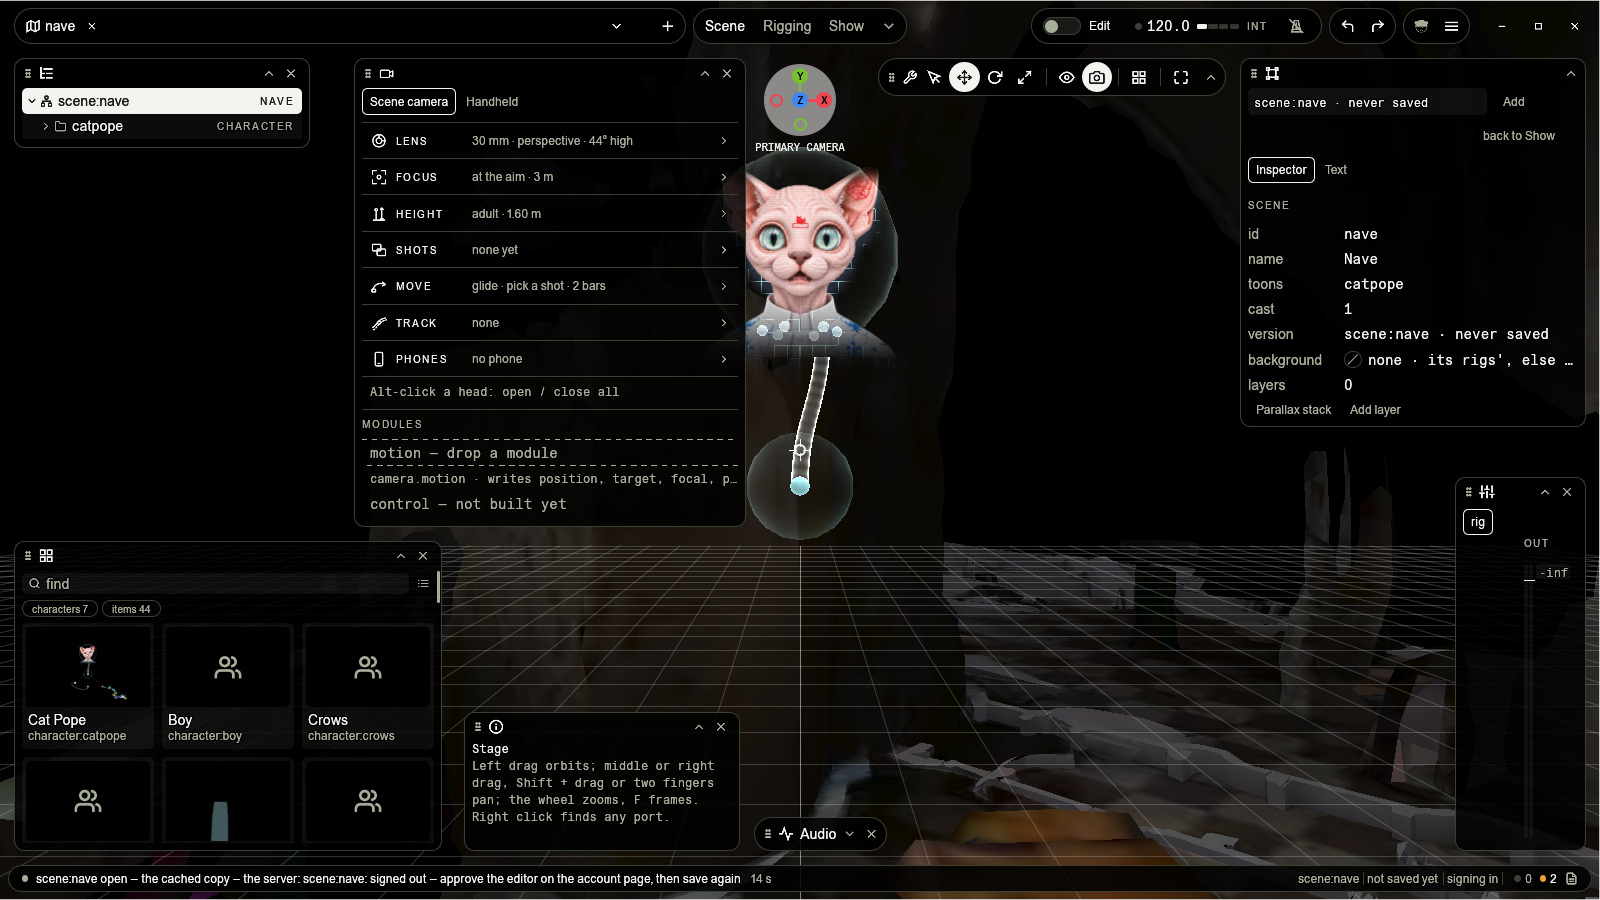 nave
Scene Rigging Show
Edit 120.0 INT
scene:nave NAVE
catpope CHARACTER
Scene camera Handheld
LENS 30 mm · perspective · 44° high
FOCUS at the aim · 3 m
HEIGHT adult · 1.60 m
SHOTS none yet
MOVE glide · pick a shot · 2 bars
TRACK none
PHONES no phone
Alt-click a head: open / close all
MODULES
motion — drop a module
camera.motion · writes position, target, focal, p…
control — not built yet
Y
Z X
PRIMARY CAMERA
scene:nave · never saved Add
back to Show
Inspector Text
SCENE
id nave
name Nave
toons catpope
cast 1
version scene:nave · never saved
background none · its rigs', else …
layers 0
Parallax stack Add layer
rig
OUT
-inf
find
characters 7 items 44
Cat Pope
character:catpope
Boy
character:boy
Crows
character:crows
Stage
Left drag orbits; middle or right
drag, Shift + drag or two fingers
pan; the wheel zooms, F frames.
Right click finds any port.
Audio
scene:nave open — the cached copy — the server: scene:nave: signed out — approve the editor on the account page, then save again 14 s
scene:nave not saved yet signing in 0 2